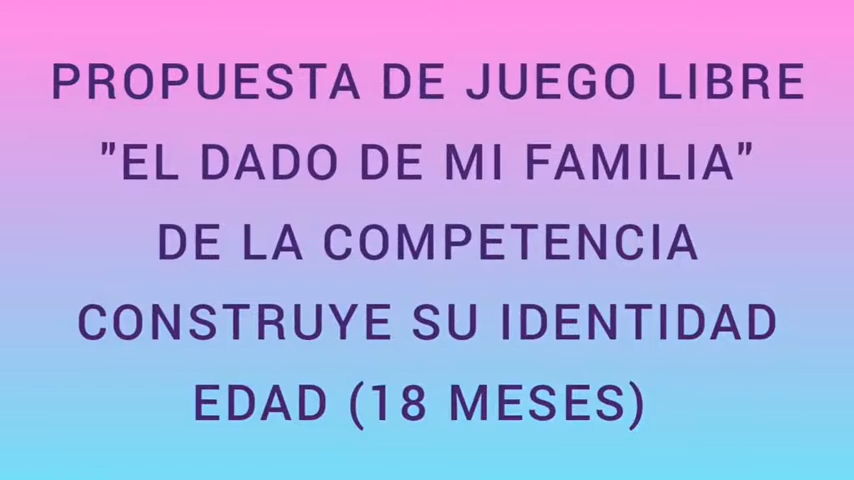 PROPUESTA DE JUEGO LIBRE
"EL DADO DE MI FAMILIA"
DE LA COMPETENCIA
CONSTRUYE SU IDENTIDAD
EDAD (18 MESES)